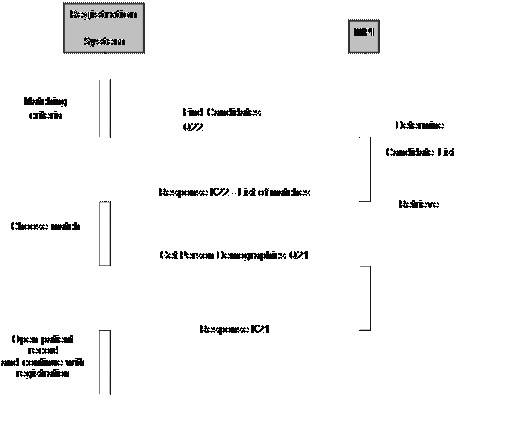 Registration
System
MPI
Matching
criteria
Find Candidates
Q22
Determine
Candidate List
Response K22 - List of matches
Retrieve
Choose match
Get Person Demographics Q21
Response K21
Open patient
record
and continue with
registration